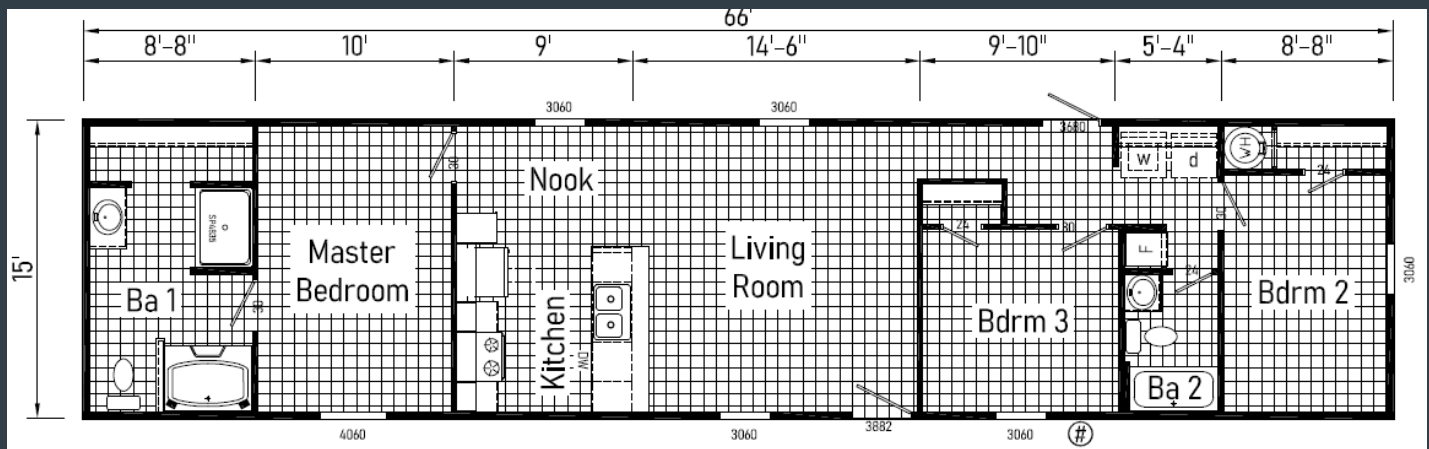 66'
8'-8" 10' 9' 14'-6" 9'-10" 5'-4" 8'-8"
3060 3060
3680
15'
30
w d
WH
24
Nook
SP4835
30
24
30
Master
Bedroom
Living
Room
F
24
Ba 1
30
Bdrm 2
3060
Bdrm 3
Kitchen
DW
Ba 2
4060 3060 3882 3060 #